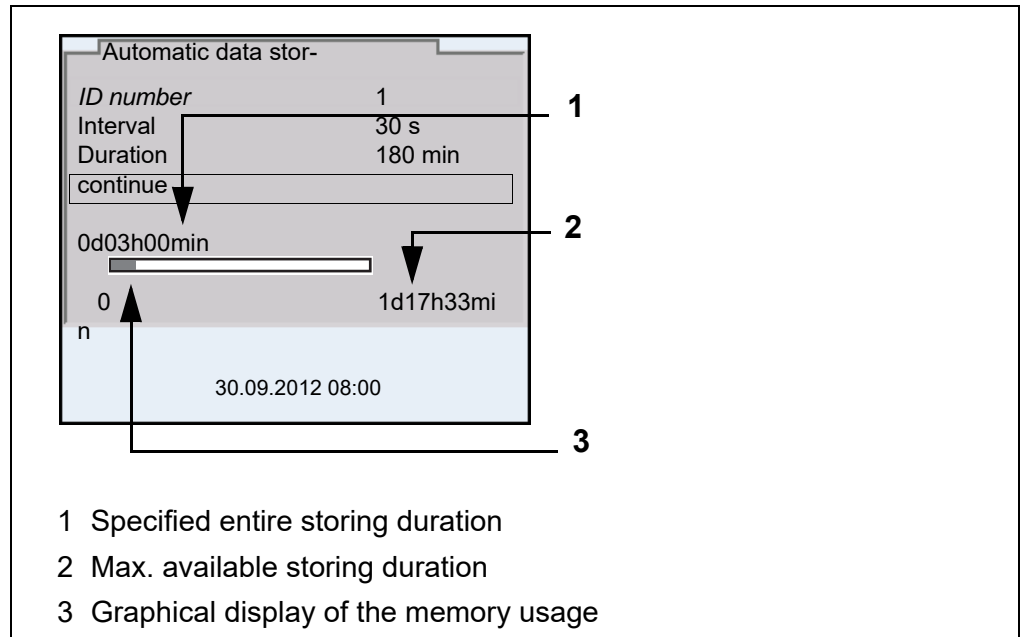 Automatic data stor-
ID number 1
Interval 30 s
Duration 180 min
continue
0d03h00min
0 1d17h33mi
n
30.09.2012 08:00
1
2
3
1 Specified entire storing duration
2 Max. available storing duration
3 Graphical display of the memory usage